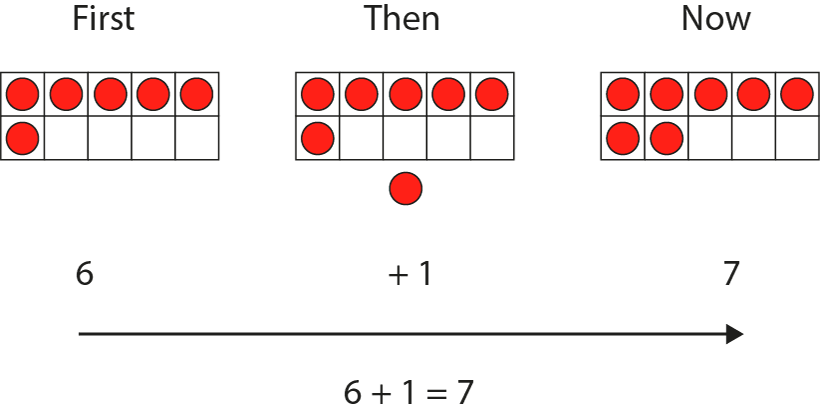 First Then Now
6 + 1 7
6 + 1 = 7